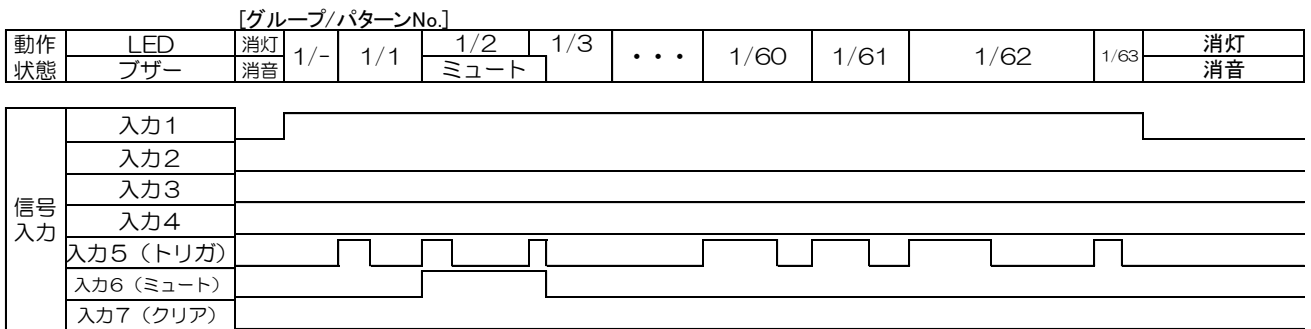 [グループ/パターンNo.]
動作状態 LED 消灯 1/- 1/1 1/2 1/3 ・・・ 1/60 1/61 1/62 1/63 消灯
ブザー 消音 ミュート 消音
信号入力
入力1
入力2
入力3
入力4
入力5（トリガ）
入力6（ミュート）
入力7（クリア）